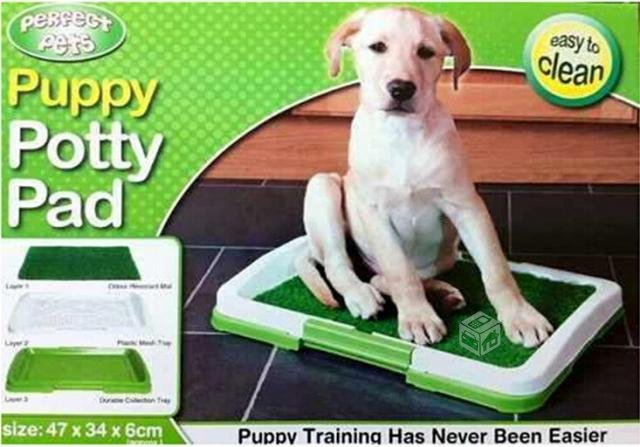 PERFECT
PETS
easy to
clean
Puppy
Potty
Pad
Layer 1 Odour Resistant Mat
Layer 2 Plastic Mesh Tray
Layer 3 Durable Collection Tray
size: 47 x 34 x 6cm
(approx.)
Puppy Training Has Never Been Easier